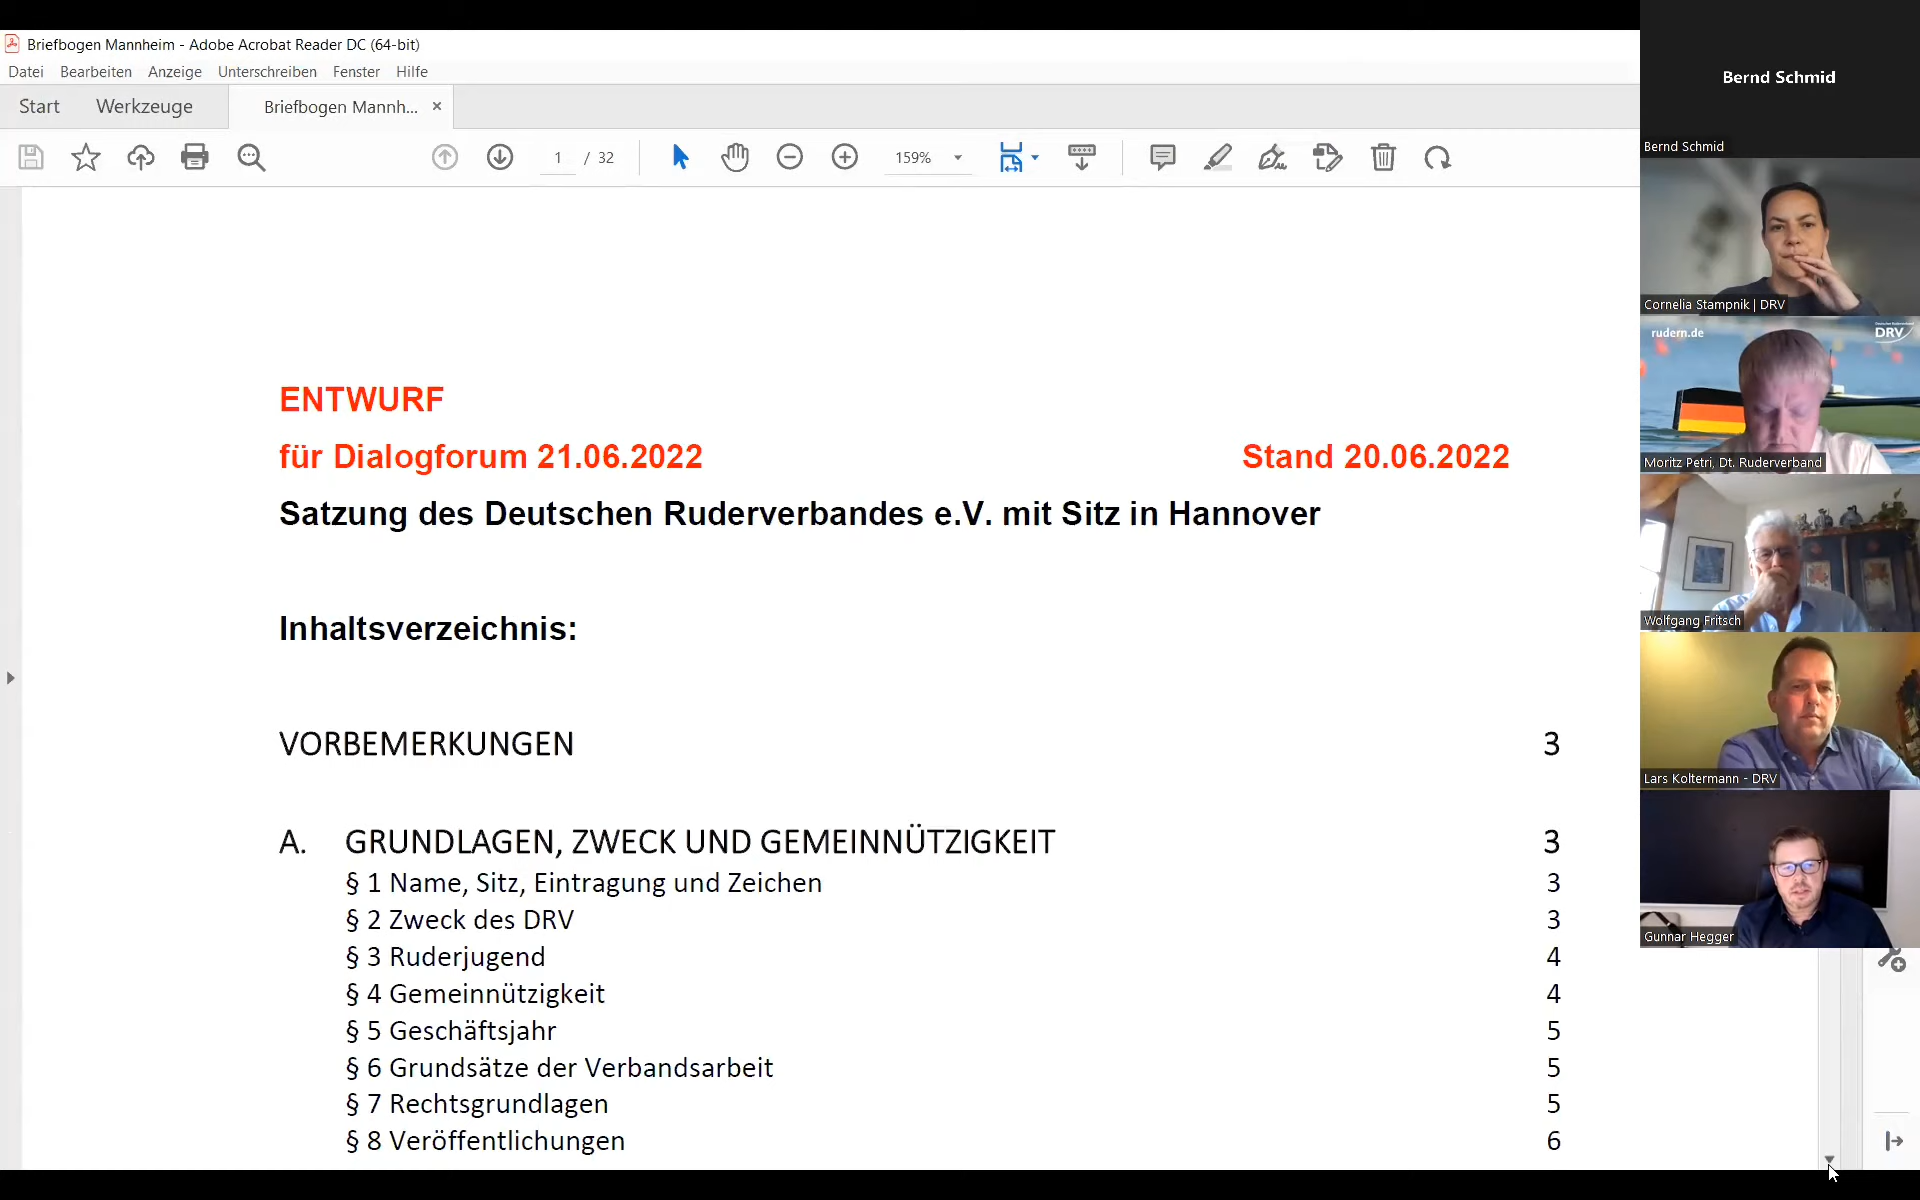 Briefbogen Mannheim - Adobe Acrobat Reader DC (64-bit)
Datei Bearbeiten Anzeige Unterschreiben Fenster Hilfe
Start Werkzeuge Briefbogen Mannh... ×
1 / 32 159%
ENTWURF
für Dialogforum 21.06.2022 Stand 20.06.2022
Satzung des Deutschen Ruderverbandes e.V. mit Sitz in Hannover
Inhaltsverzeichnis:
VORBEMERKUNGEN 3
A. GRUNDLAGEN, ZWECK UND GEMEINNÜTZIGKEIT 3
§ 1 Name, Sitz, Eintragung und Zeichen 3
§ 2 Zweck des DRV 3
§ 3 Ruderjugend 4
§ 4 Gemeinnützigkeit 4
§ 5 Geschäftsjahr 5
§ 6 Grundsätze der Verbandsarbeit 5
§ 7 Rechtsgrundlagen 5
§ 8 Veröffentlichungen 6
Bernd Schmid
Bernd Schmid
Cornelia Stampnik | DRV
rudern.de
DRV
Moritz Petri, Dt. Ruderverband
Wolfgang Fritsch
Lars Koltermann - DRV
Gunnar Hegger